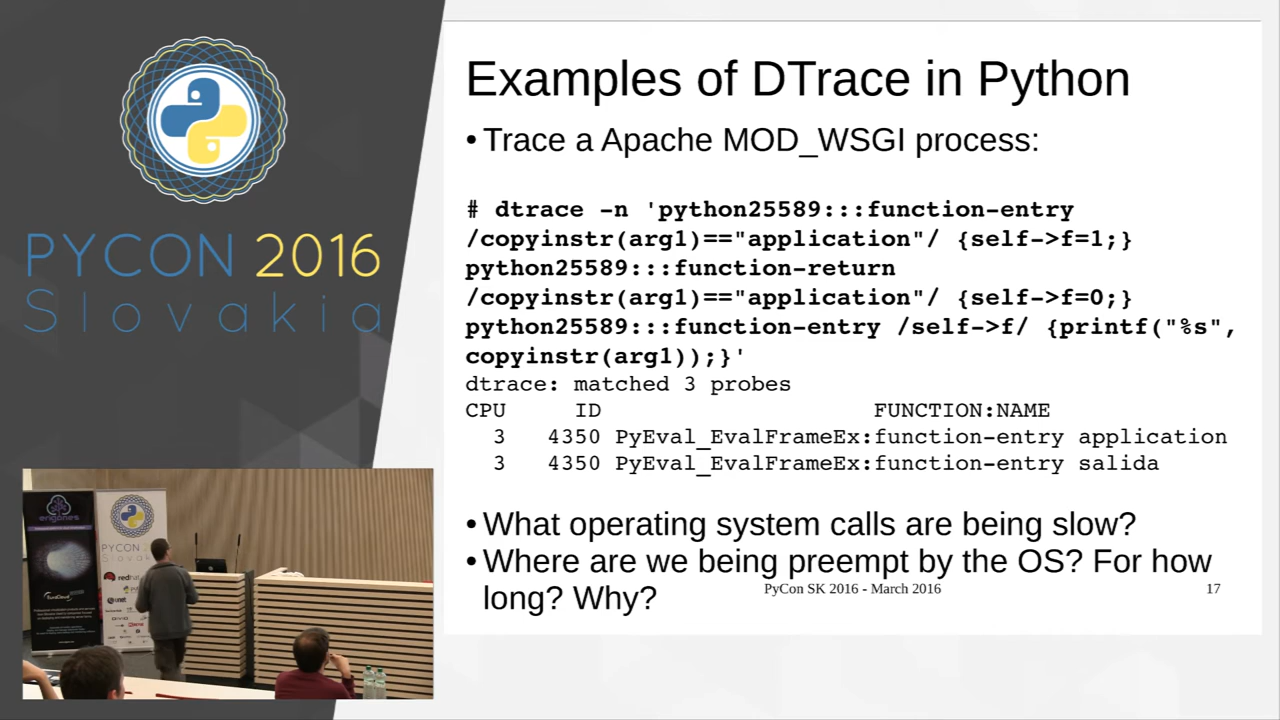 PYCON 2016
Slovakia
Examples of DTrace in Python
• Trace a Apache MOD_WSGI process:
# dtrace -n 'python25589:::function-entry
/copyinstr(arg1)=="application"/ {self->f=1;}
python25589:::function-return
/copyinstr(arg1)=="application"/ {self->f=0;}
python25589:::function-entry /self->f/ {printf("%s",
copyinstr(arg1));}'
dtrace: matched 3 probes
CPU ID FUNCTION:NAME
3 4350 PyEval_EvalFrameEx:function-entry application
3 4350 PyEval_EvalFrameEx:function-entry salida
• What operating system calls are being slow?
• Where are we being preempt by the OS? For how
long? Why?
PyCon SK 2016 - March 2016
17
erigones
PYCON
Slovak
redhat